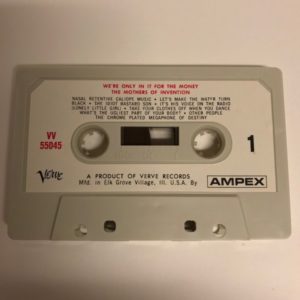 WE'RE ONLY IN IT FOR THE MONEY
THE MOTHERS OF INVENTION
NASAL RETENTIVE CALIOPE MUSIC • LET'S MAKE THE WATER TURN
BLACK • THE IDIOT BASTARD SON • IT'S HIS VOICE ON THE RADIO
(LONELY LITTLE GIRL) • TAKE YOUR CLOTHES OFF WHEN YOU DANCE
WHAT'S THE UGLIEST PART OF YOUR BODY? • OTHER PEOPLE
THE CHROME PLATED MEGAPHONE OF DESTINY
VV
55045
1
Verve
A PRODUCT OF VERVE RECORDS
Mfd. in Elk Grove Village, Ill. U.S.A. By
AMPEX